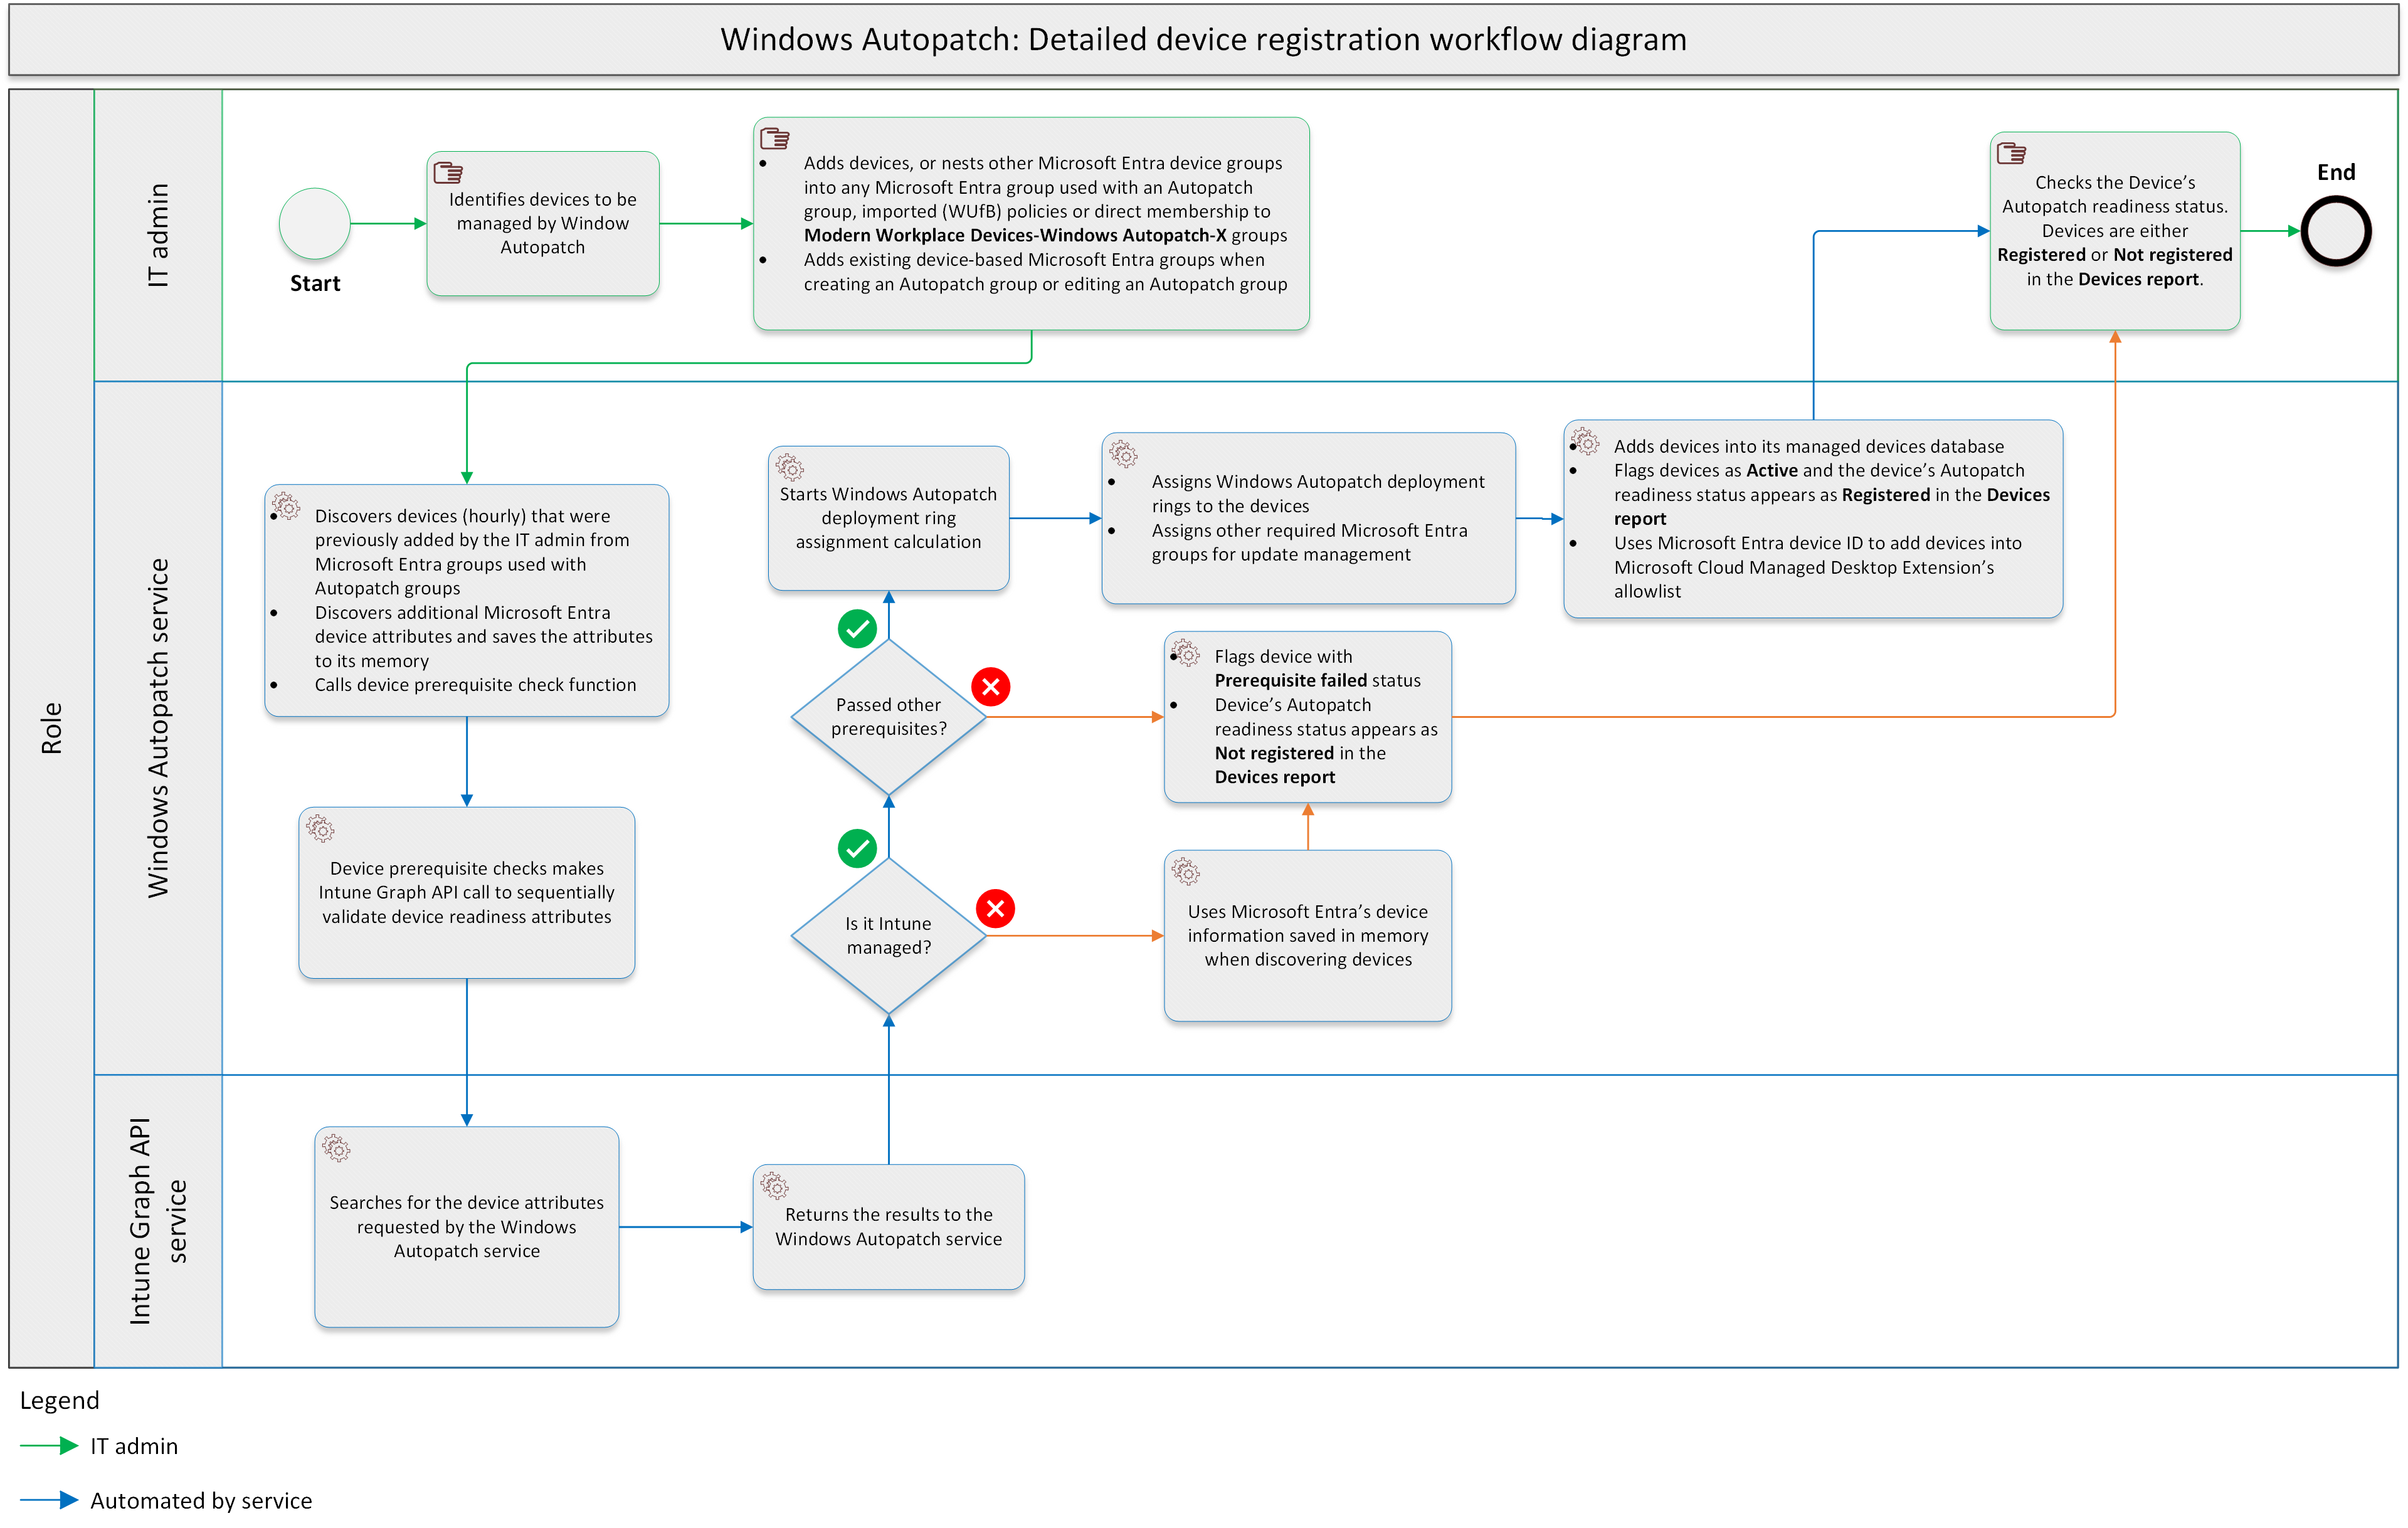 Windows Autopatch: Detailed device registration workflow diagram
Role
IT admin
Start
Identifies devices to be
managed by Window
Autopatch
• Adds devices, or nests other Microsoft Entra device groups
into any Microsoft Entra group used with an Autopatch
group, imported (WUfB) policies or direct membership to
Modern Workplace Devices-Windows Autopatch-X groups
• Adds existing device-based Microsoft Entra groups when
creating an Autopatch group or editing an Autopatch group
Checks the Device’s
Autopatch readiness status.
Devices are either
Registered or Not registered
in the Devices report.
End
Windows Autopatch service
• Discovers devices (hourly) that were
previously added by the IT admin from
Microsoft Entra groups used with
Autopatch groups
• Discovers additional Microsoft Entra
device attributes and saves the attributes
to its memory
• Calls device prerequisite check function
Device prerequisite checks makes
Intune Graph API call to sequentially
validate device readiness attributes
Starts Windows Autopatch
deployment ring
assignment calculation
• Assigns Windows Autopatch deployment
rings to the devices
• Assigns other required Microsoft Entra
groups for update management
• Adds devices into its managed devices database
• Flags devices as Active and the device’s Autopatch
readiness status appears as Registered in the Devices
report
• Uses Microsoft Entra device ID to add devices into
Microsoft Cloud Managed Desktop Extension’s
allowlist
Passed other
prerequisites?
• Flags device with
Prerequisite failed status
• Device’s Autopatch
readiness status appears as
Not registered in the
Devices report
Is it Intune
managed?
Uses Microsoft Entra’s device
information saved in memory
when discovering devices
Intune Graph API
service
Searches for the device attributes
requested by the Windows
Autopatch service
Returns the results to the
Windows Autopatch service
Legend
IT admin
Automated by service